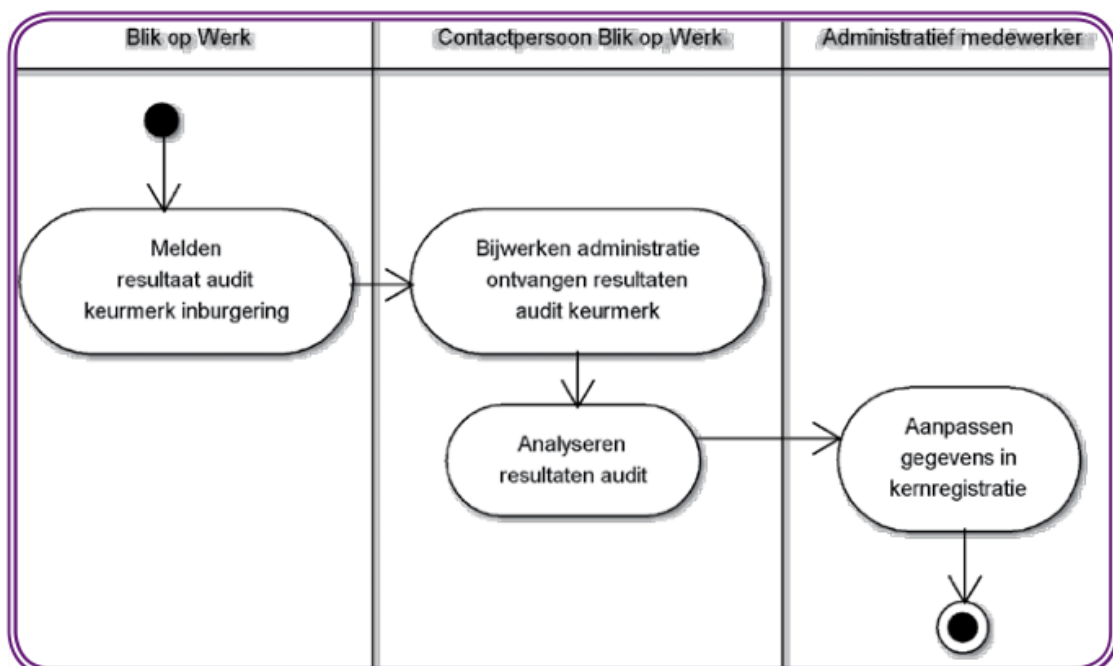 Blik op Werk
Contactpersoon Blik op Werk
Administratief medewerker
Melden
resultaat audit
keurmerk inburgering
Bijwerken administratie
ontvangen resultaten
audit keurmerk
Analyseren
resultaten audit
Aanpassen
gegevens in
kernregistratie